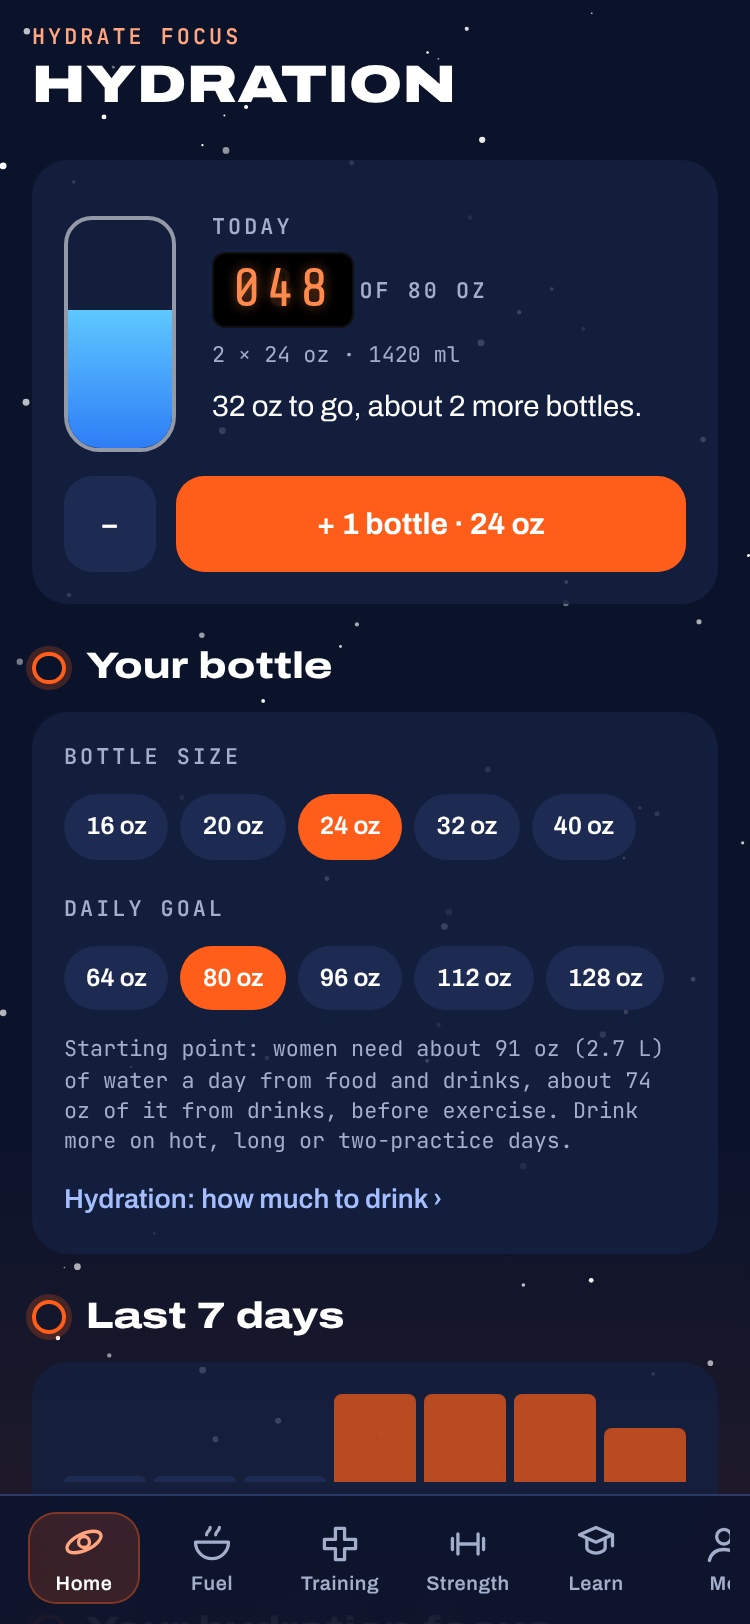 HYDRATE FOCUS
HYDRATION
TODAY
048 OF 80 OZ
2 × 24 oz · 1420 ml
32 oz to go, about 2 more bottles.
− + 1 bottle · 24 oz
Your bottle
BOTTLE SIZE
16 oz 20 oz 24 oz 32 oz 40 oz
DAILY GOAL
64 oz 80 oz 96 oz 112 oz 128 oz
Starting point: women need about 91 oz (2.7 L)
of water a day from food and drinks, about 74
oz of it from drinks, before exercise. Drink
more on hot, long or two-practice days.
Hydration: how much to drink ›
Last 7 days
Home Fuel Training Strength Learn